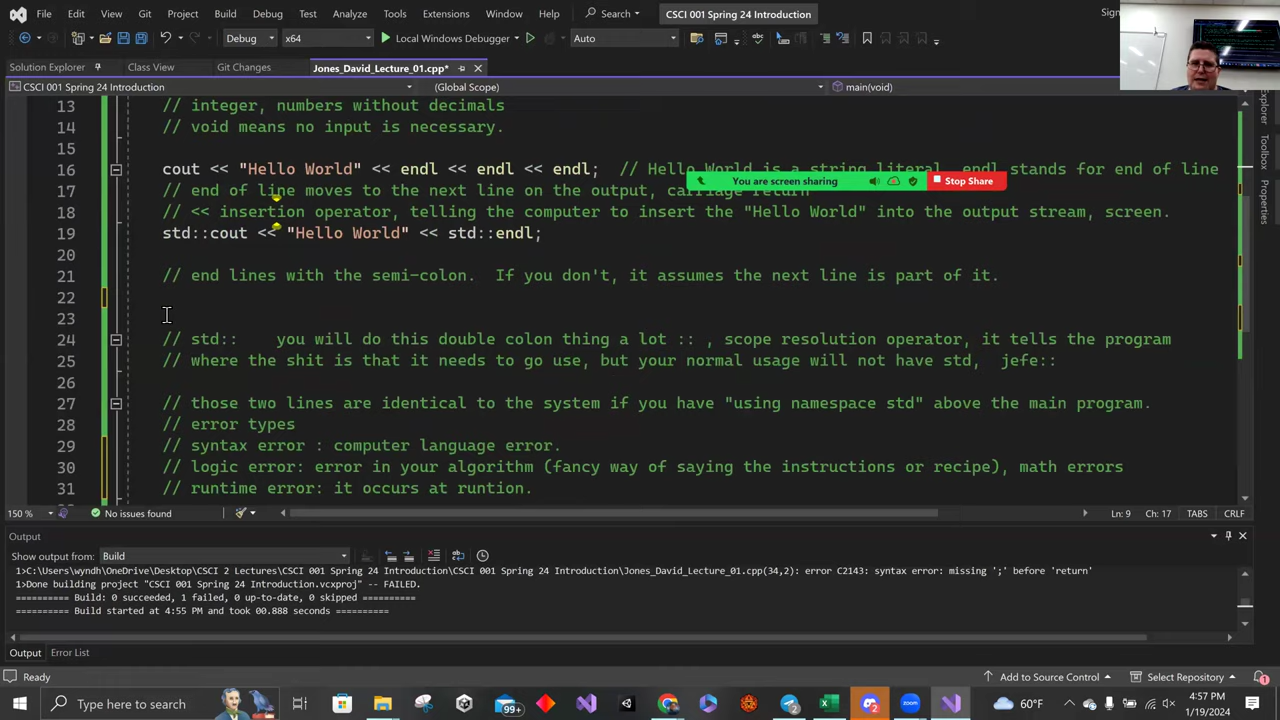 File Edit View Git Project Build Debug Test Analyze Tools Extensions Window Help Search CSCI 001 Spring 24 Introduction Sign
Debug x64 Local Windows Debugger Auto
Solution Explorer Class View Git Changes Jones_David_Lecture_01.cpp*
CSCI 001 Spring 24 Introduction (Global Scope) main(void)
13 // integer, numbers without decimals
14 // void means no input is necessary.
15
16 cout << "Hello World" << endl << endl << endl; // Hello World is a string literal, endl stands for end of line
17 // end of line moves to the next line on the output, carriage return
You are screen sharing Stop Share
18 // << insertion operator, telling the computer to insert the "Hello World" into the output stream, screen.
19 std::cout << "Hello World" << std::endl;
20
21 // end lines with the semi-colon. If you don't, it assumes the next line is part of it.
22
23
24 // std:: you will do this double colon thing a lot :: , scope resolution operator, it tells the program
25 // where the shit is that it needs to go use, but your normal usage will not have std, jefe::
26
27 // those two lines are identical to the system if you have "using namespace std" above the main program.
28 // error types
29 // syntax error : computer language error.
30 // logic error: error in your algorithm (fancy way of saying the instructions or recipe), math errors
31 // runtime error: it occurs at runtion.
Explorer
Toolbox
Properties
150 % No issues found Ln: 9 Ch: 17 TABS CRLF
Output
Show output from: Build
1>C:\Users\wyndh\OneDrive\Desktop\CSCI 2 Lectures\CSCI 001 Spring 24 Introduction\CSCI 001 Spring 24 Introduction\Jones_David_Lecture_01.cpp(34,2): error C2143: syntax error: missing ';' before 'return'
1>Done building project "CSCI 001 Spring 24 Introduction.vcxproj" -- FAILED.
========== Build: 0 succeeded, 1 failed, 0 up-to-date, 0 skipped ==========
========== Build started at 4:55 PM and took 00.888 seconds ==========
Output Error List
Ready Add to Source Control Select Repository 1
Type here to search 99+ 60°F 4:57 PM
1/19/2024